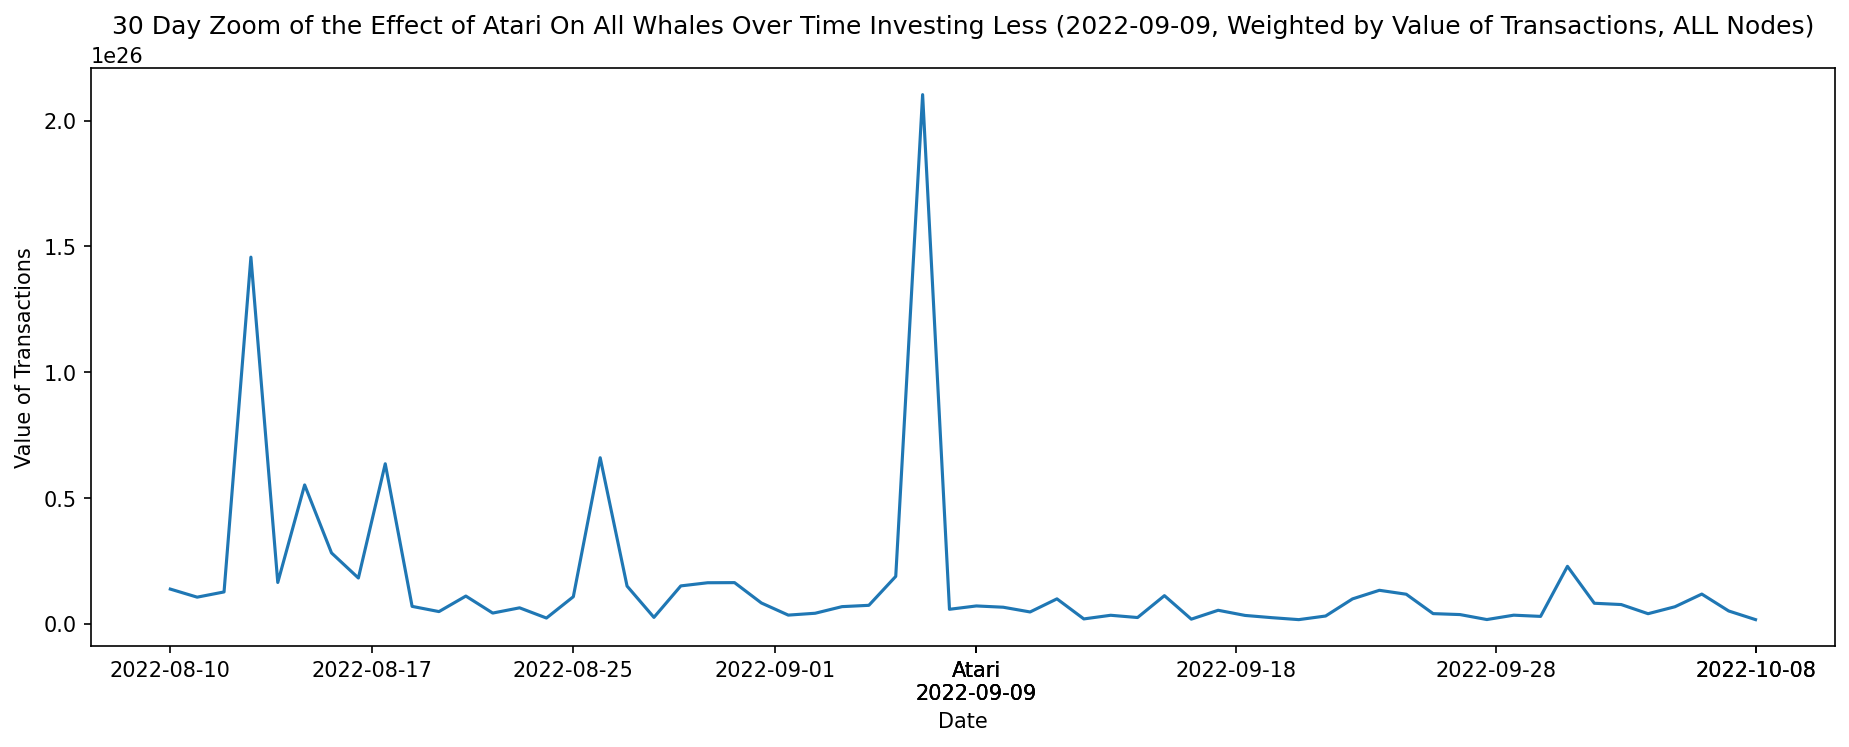 30 Day Zoom of the Effect of Atari On All Whales Over Time Investing Less (2022-09-09, Weighted by Value of Transactions, ALL Nodes)
1e26
2.0
1.5
1.0
0.5
0.0
Value of Transactions
2022-08-10 2022-08-17 2022-08-25 2022-09-01 Atari 2022-09-18 2022-09-28 2022-10-08
2022-09-09
Date